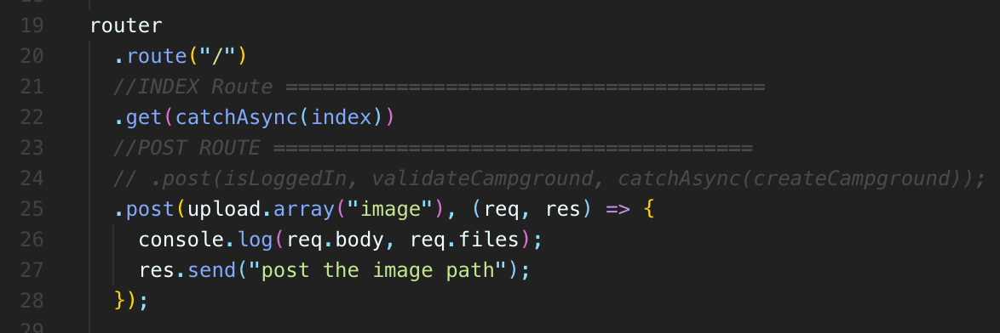 19 router
20 .route("/")
21 //INDEX Route =======================================
22 .get(catchAsync(index))
23 //POST ROUTE =======================================
24 // .post(isLoggedIn, validateCampground, catchAsync(createCampground));
25 .post(upload.array("image"), (req, res) => {
26 console.log(req.body, req.files);
27 res.send("post the image path");
28 });
29